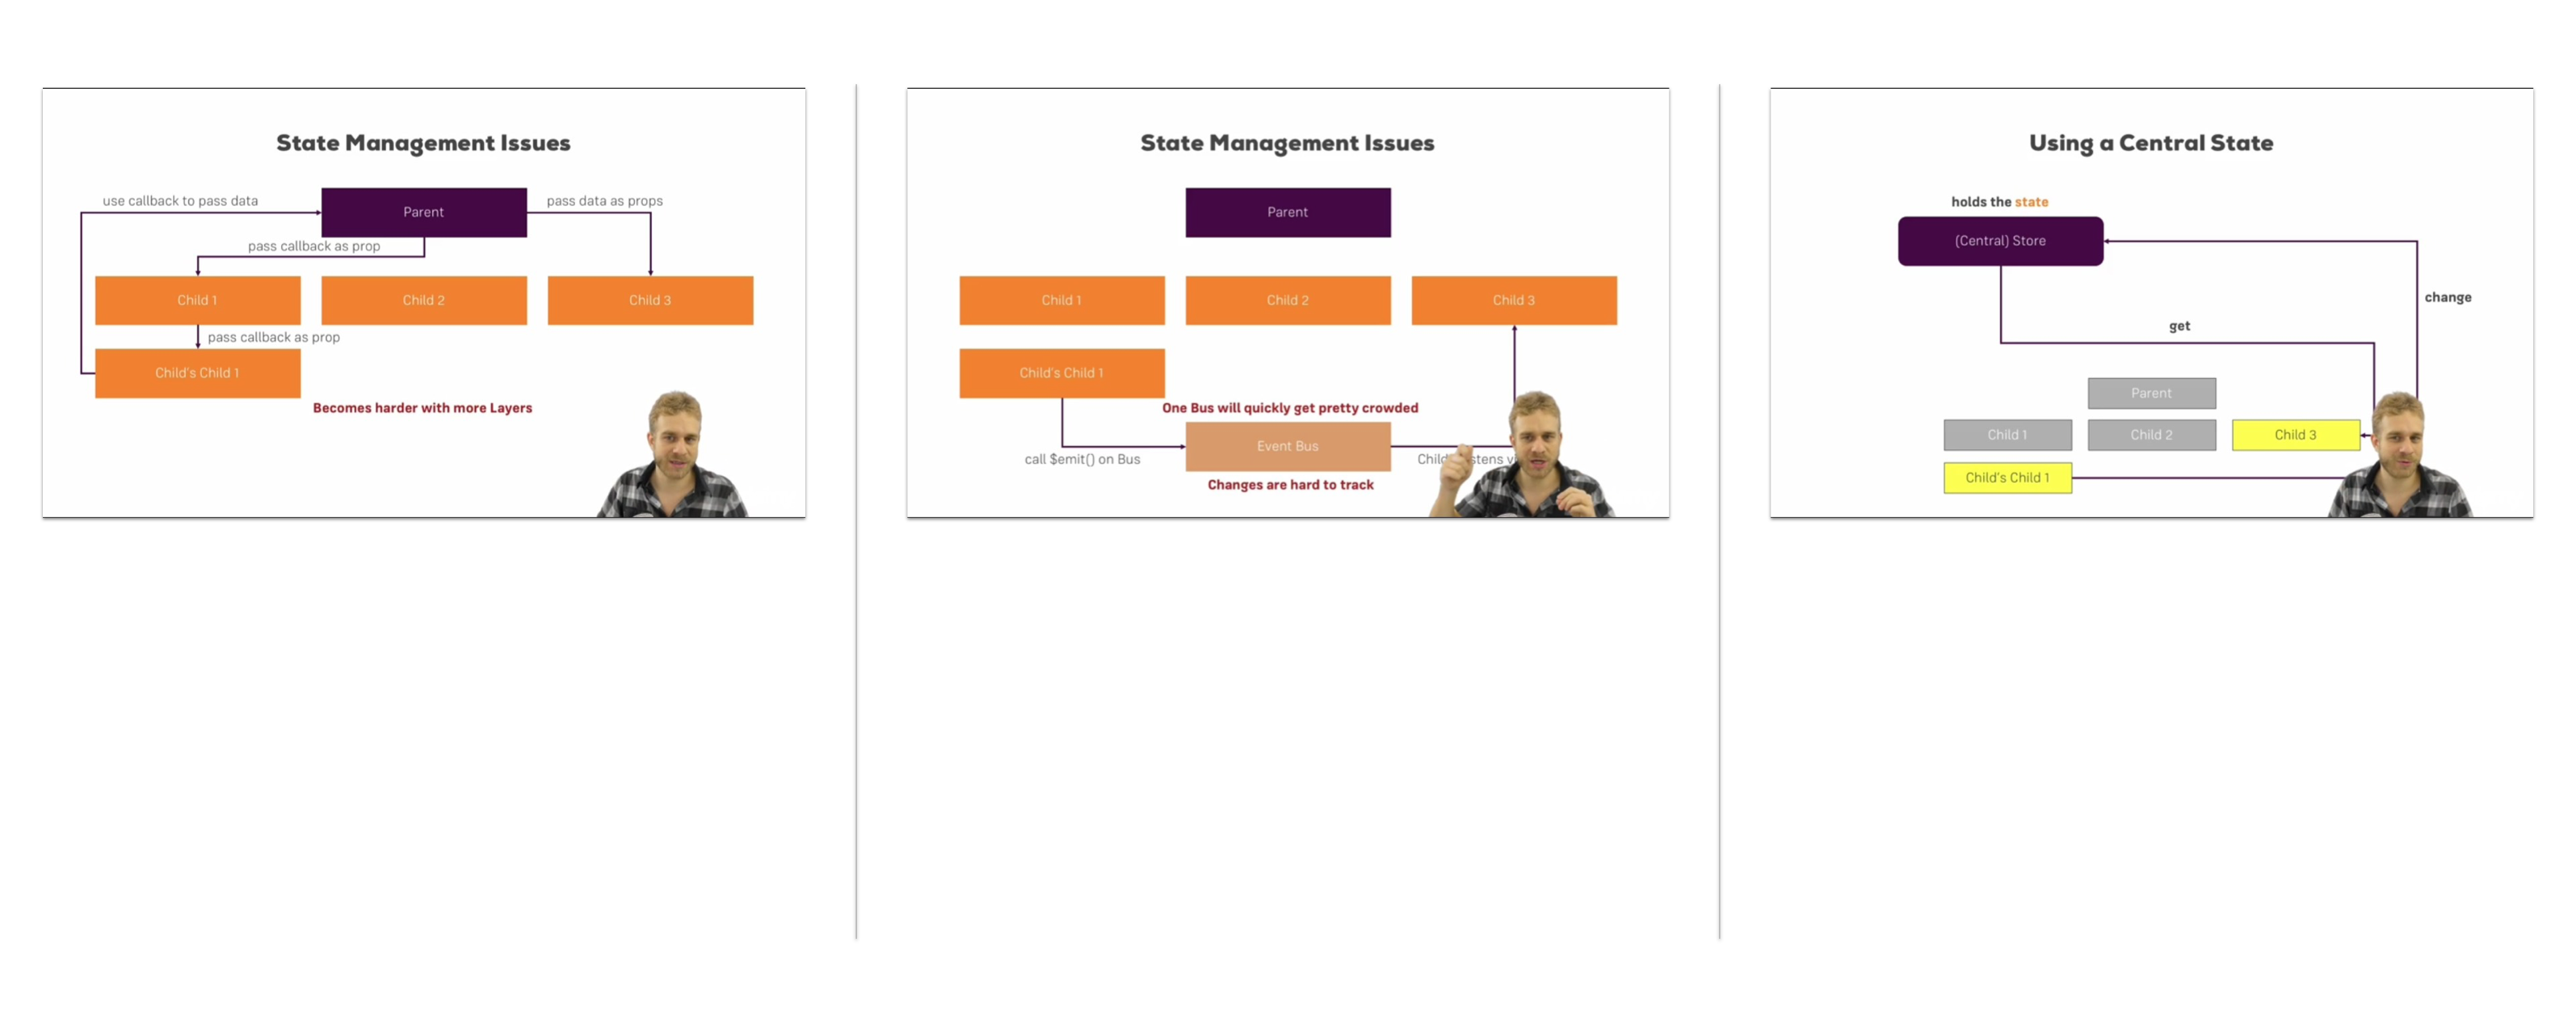 State Management Issues
use callback to pass data
Parent
pass data as props
pass callback as prop
Child 1
Child 2
Child 3
pass callback as prop
Child's Child 1
Becomes harder with more Layers
State Management Issues
Parent
Child 1
Child 2
Child 3
Child's Child 1
One Bus will quickly get pretty crowded
Event Bus
call $emit() on Bus
Changes are hard to track
Using a Central State
holds the state
(Central) Store
change
get
Parent
Child 1
Child 2
Child 3
Child's Child 1